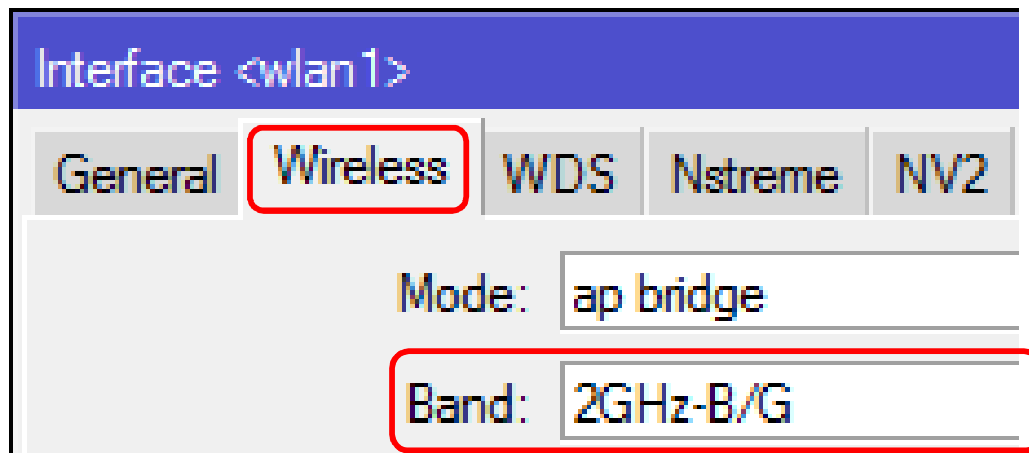 Interface <wlan1>
General Wireless WDS Nstreme NV2
Mode: ap bridge
Band: 2GHz-B/G